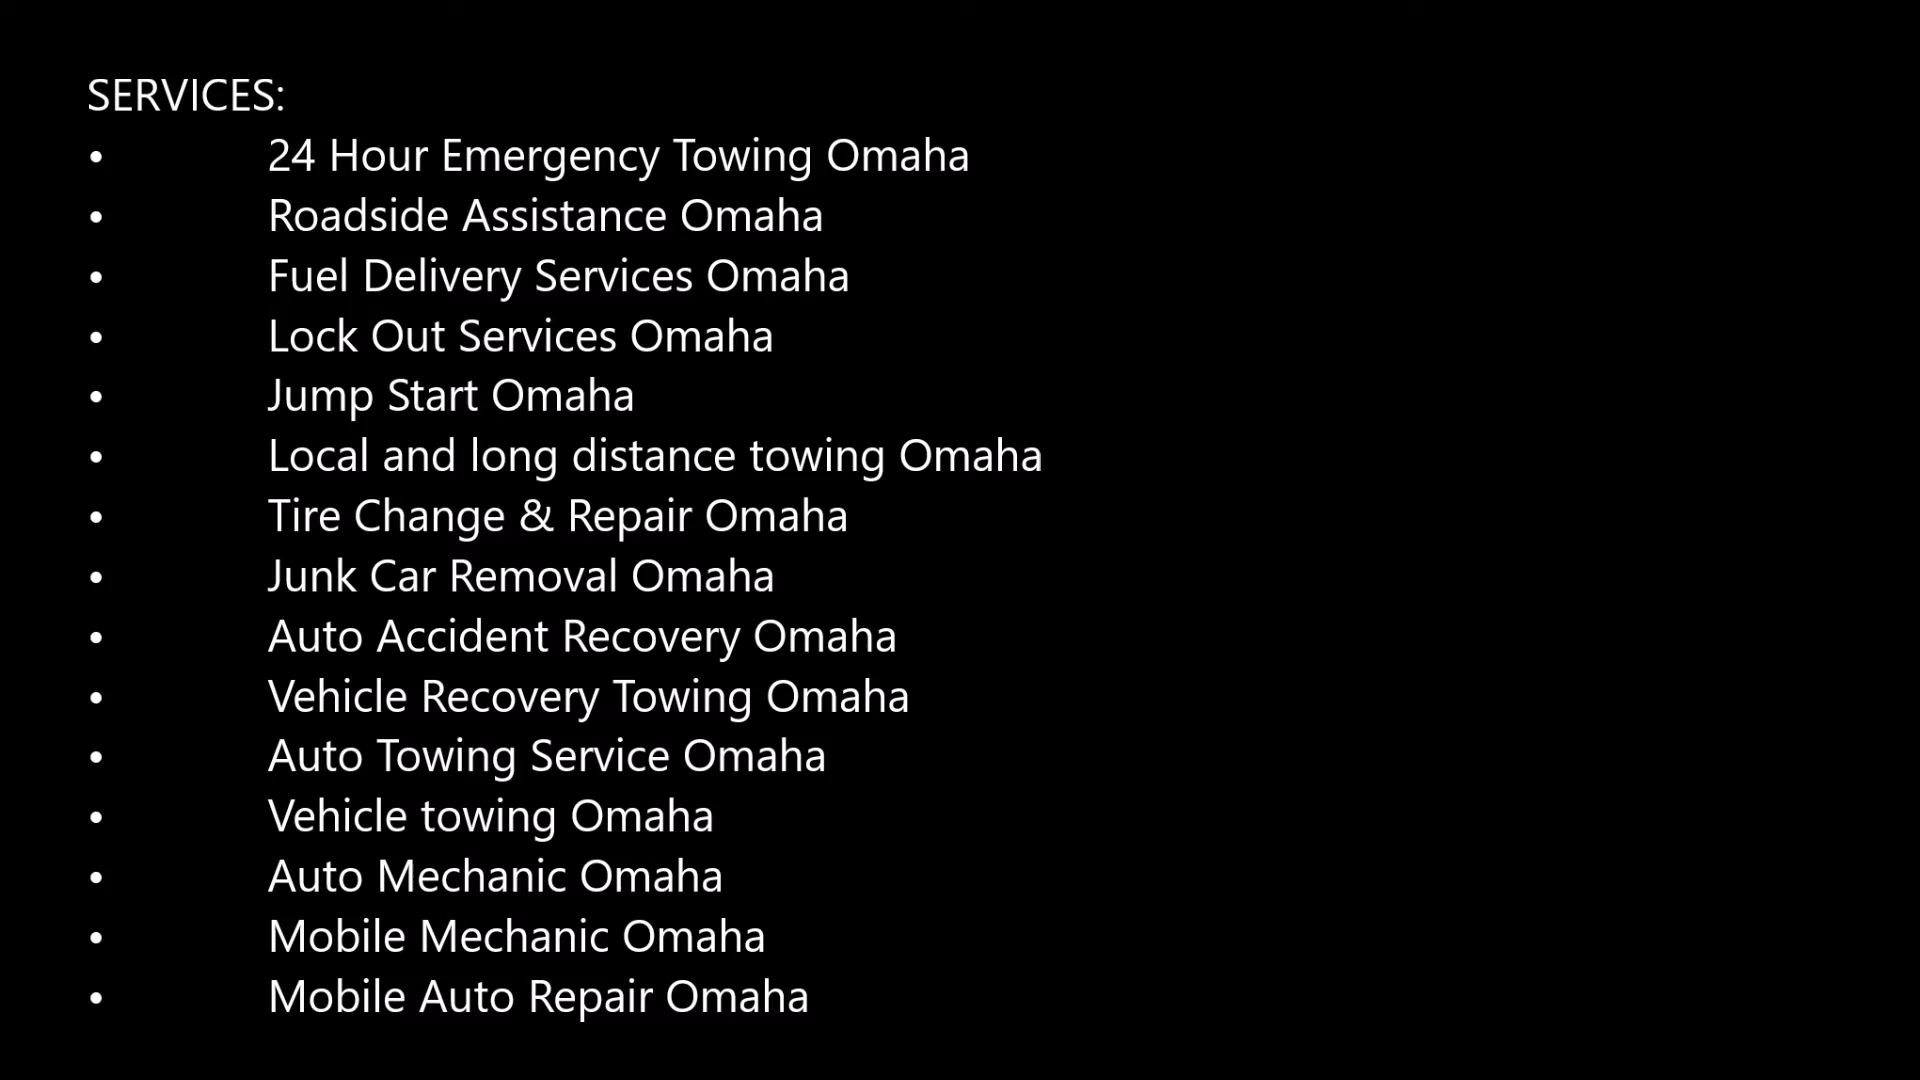 SERVICES:
• 24 Hour Emergency Towing Omaha
• Roadside Assistance Omaha
• Fuel Delivery Services Omaha
• Lock Out Services Omaha
• Jump Start Omaha
• Local and long distance towing Omaha
• Tire Change & Repair Omaha
• Junk Car Removal Omaha
• Auto Accident Recovery Omaha
• Vehicle Recovery Towing Omaha
• Auto Towing Service Omaha
• Vehicle towing Omaha
• Auto Mechanic Omaha
• Mobile Mechanic Omaha
• Mobile Auto Repair Omaha